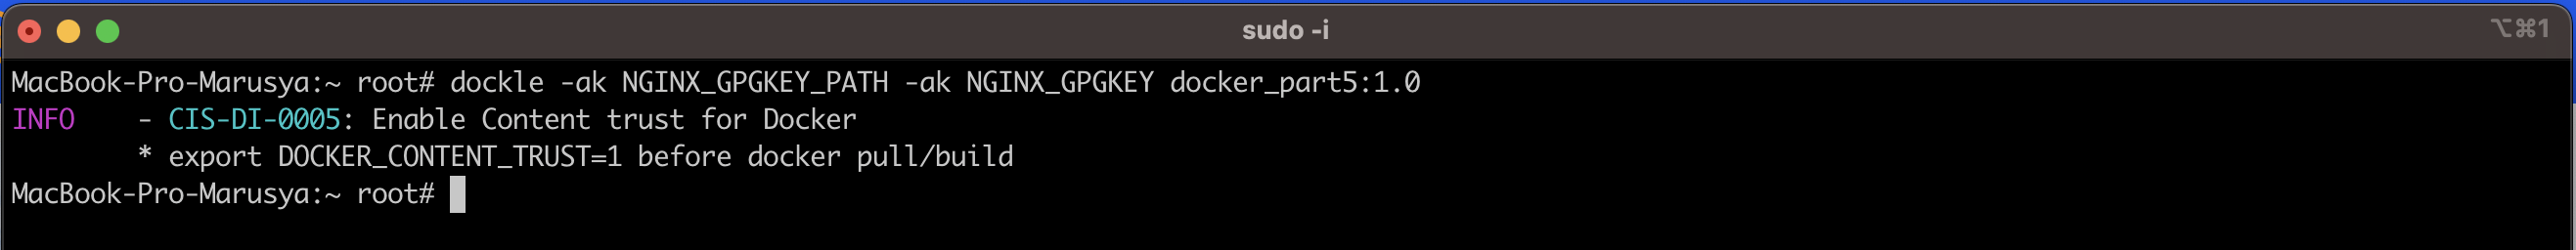 sudo -i
⌥⌘1
MacBook-Pro-Marusya:~ root# dockle -ak NGINX_GPGKEY_PATH -ak NGINX_GPGKEY docker_part5:1.0
INFO    - CIS-DI-0005: Enable Content trust for Docker
        * export DOCKER_CONTENT_TRUST=1 before docker pull/build
MacBook-Pro-Marusya:~ root#